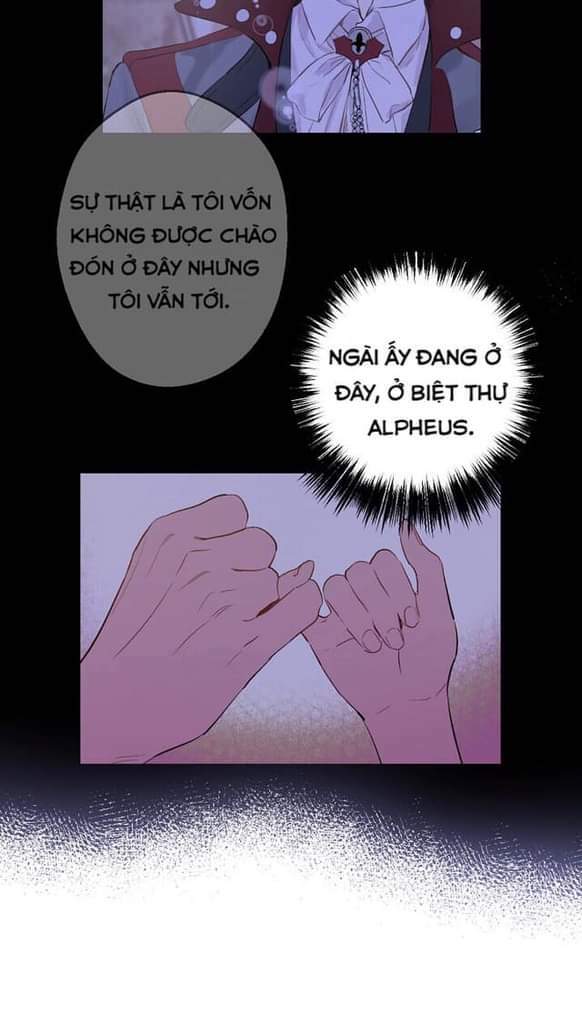 SỰ THẬT LÀ TÔI VỐN
KHÔNG ĐƯỢC CHÀO
ĐÓN Ở ĐÂY NHƯNG
TÔI VẪN TỚI.
NGÀI ẤY ĐANG Ở
ĐÂY, Ở BIỆT THỰ
ALPHEUS.